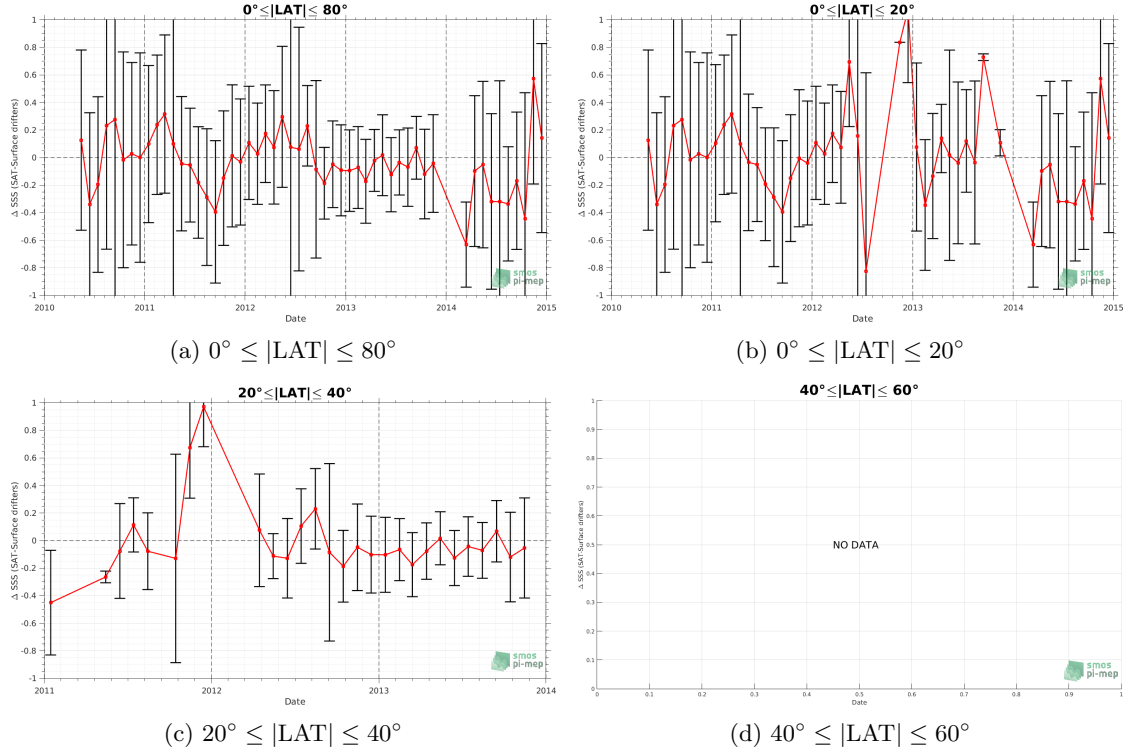 0°≤|LAT|≤ 80°
Δ SSS (SAT-Surface drifters)
1
0.8
0.6
0.4
0.2
0
-0.2
-0.4
-0.6
-0.8
-1
smos
pi-mep
2010 2011 2012 2013 2014 2015
Date
(a) 0° ≤ |LAT| ≤ 80°
0°≤|LAT|≤ 20°
Δ SSS (SAT-Surface drifters)
1
0.8
0.6
0.4
0.2
0
-0.2
-0.4
-0.6
-0.8
-1
smos
pi-mep
2010 2011 2012 2013 2014 2015
Date
(b) 0° ≤ |LAT| ≤ 20°
20°≤|LAT|≤ 40°
Δ SSS (SAT-Surface drifters)
1
0.8
0.6
0.4
0.2
0
-0.2
-0.4
-0.6
-0.8
-1
smos
pi-mep
2011 2012 2013 2014
Date
(c) 20° ≤ |LAT| ≤ 40°
40°≤|LAT|≤ 60°
Δ SSS (SAT-Surface drifters)
1
0.9
0.8
0.7
0.6
0.5
0.4
0.3
0.2
0.1
0
NO DATA
smos
pi-mep
0 0.1 0.2 0.3 0.4 0.5 0.6 0.7 0.8 0.9 1
Date
(d) 40° ≤ |LAT| ≤ 60°